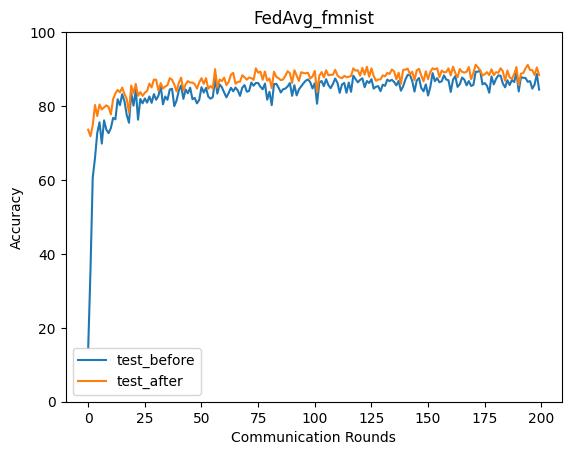 FedAvg_fmnist
100
80
60
40
20
0
Accuracy
test_before
test_after
0 25 50 75 100 125 150 175 200
Communication Rounds